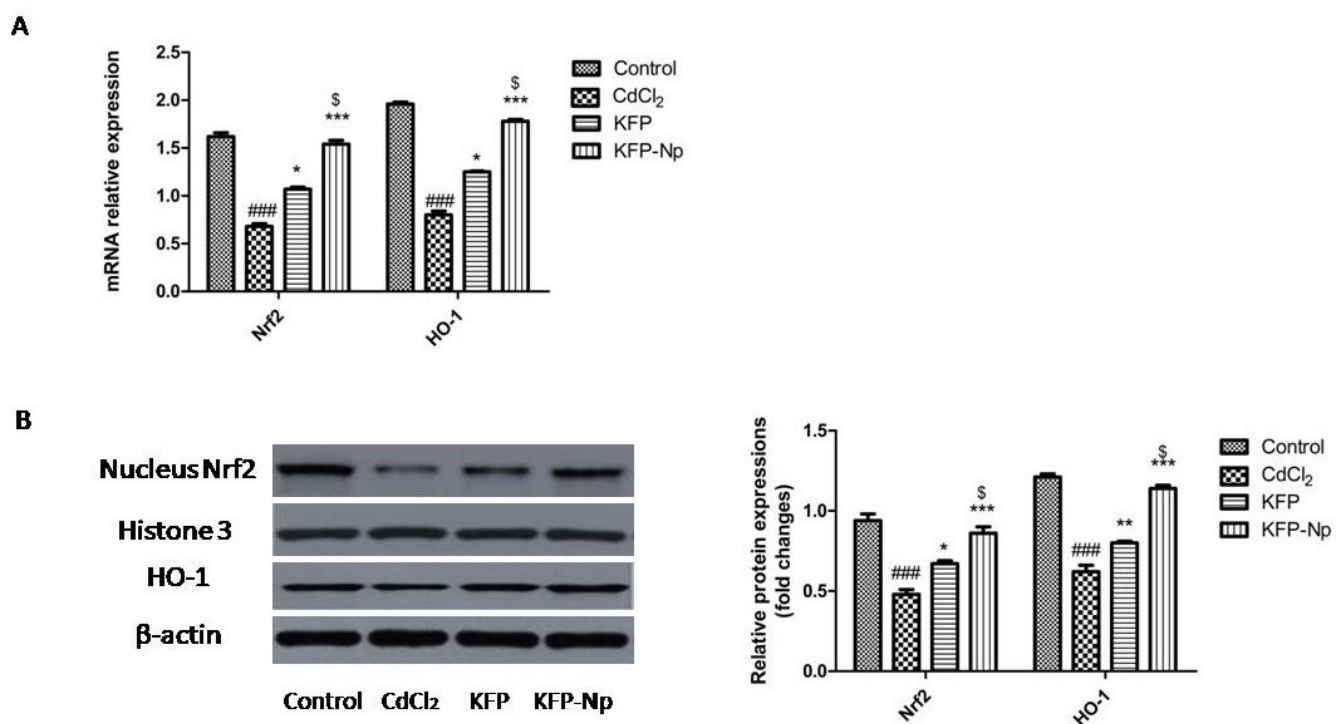 A
mRNA relative expression
2.5
2.0
1.5
1.0
0.5
0.0
###
*
$
***
###
*
$
***
Nrf2
HO-1
Control
CdCl₂
KFP
KFP-Np
B
Nucleus Nrf2
Histone 3
HO-1
β-actin
Control CdCl₂ KFP KFP-Np
Relative protein expressions
(fold changes)
1.5
1.0
0.5
0.0
###
*
$
***
###
**
$
***
Nrf2
HO-1
Control
CdCl₂
KFP
KFP-Np